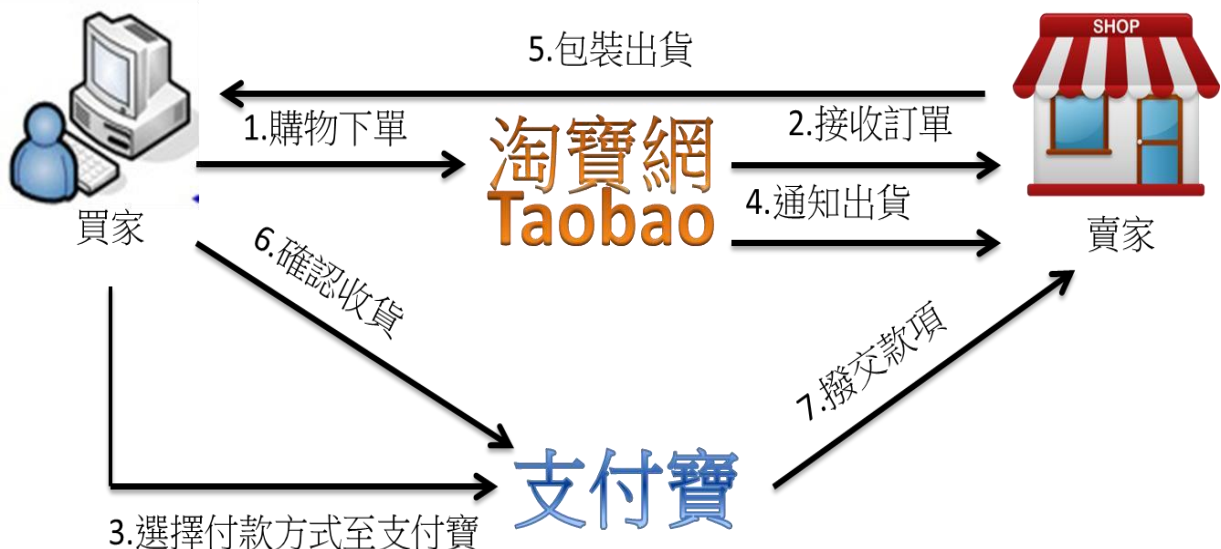 SHOP
5.包裝出貨
1.購物下單
淘寶網
Taobao
2.接收訂單
4.通知出貨
買家
賣家
6.確認收貨
7.撥交款項
支付寶
3.選擇付款方式至支付寶